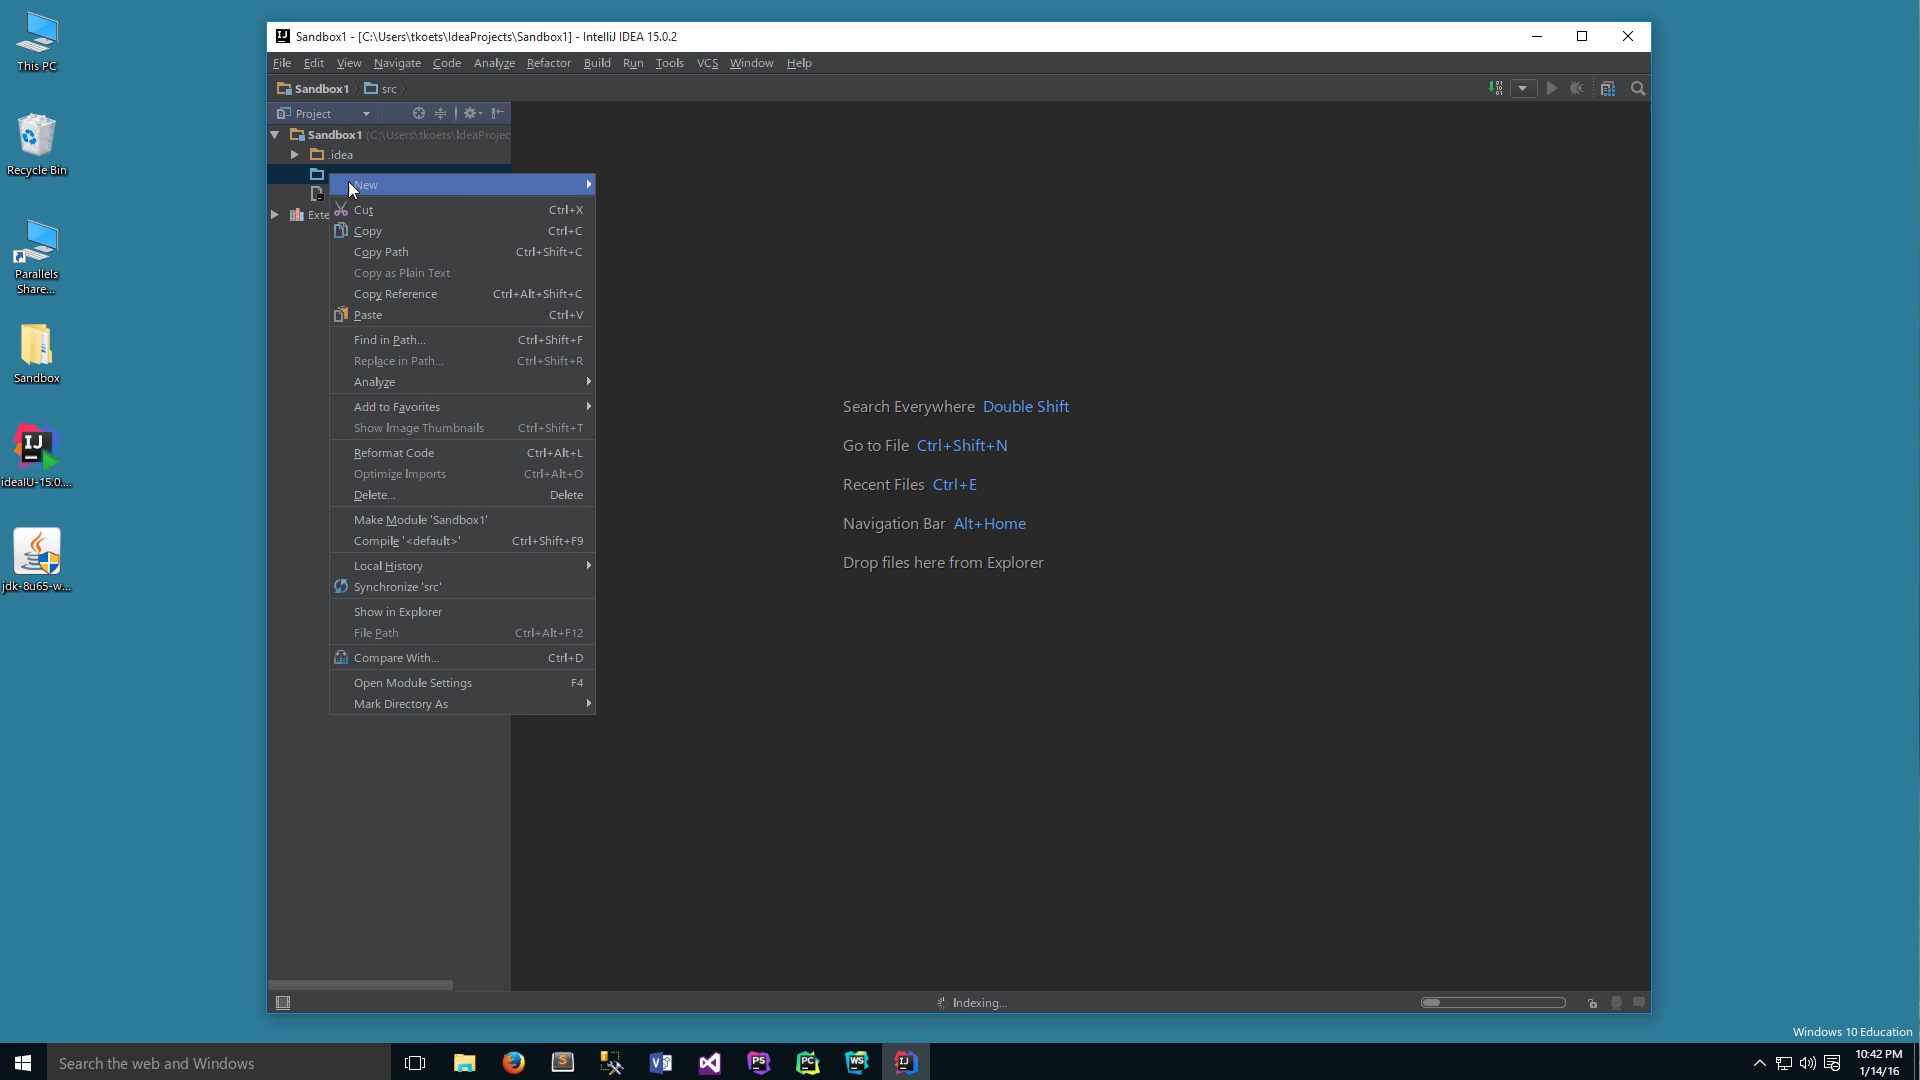 This PC
Recycle Bin
Parallels
Share...
Sandbox
idealU-15.0....
jdk-8u65-w...
Sandbox1 - [C:\Users\tkoets\IdeaProjects\Sandbox1] - IntelliJ IDEA 15.0.2
File Edit View Navigate Code Analyze Refactor Build Run Tools VCS Window Help
Sandbox1 src
Project
Sandbox1 (C:\Users\tkoets\IdeaProjec
.idea
Exte
New
Cut Ctrl+X
Copy Ctrl+C
Copy Path Ctrl+Shift+C
Copy as Plain Text
Copy Reference Ctrl+Alt+Shift+C
Paste Ctrl+V
Find in Path... Ctrl+Shift+F
Replace in Path... Ctrl+Shift+R
Analyze
Add to Favorites
Show Image Thumbnails Ctrl+Shift+T
Reformat Code Ctrl+Alt+L
Optimize Imports Ctrl+Alt+O
Delete... Delete
Make Module 'Sandbox1'
Compile '<default>' Ctrl+Shift+F9
Local History
Synchronize 'src'
Show in Explorer
File Path Ctrl+Alt+F12
Compare With... Ctrl+D
Open Module Settings F4
Mark Directory As
Search Everywhere Double Shift
Go to File Ctrl+Shift+N
Recent Files Ctrl+E
Navigation Bar Alt+Home
Drop files here from Explorer
Indexing...
Windows 10 Education
Search the web and Windows
10:42 PM
1/14/16